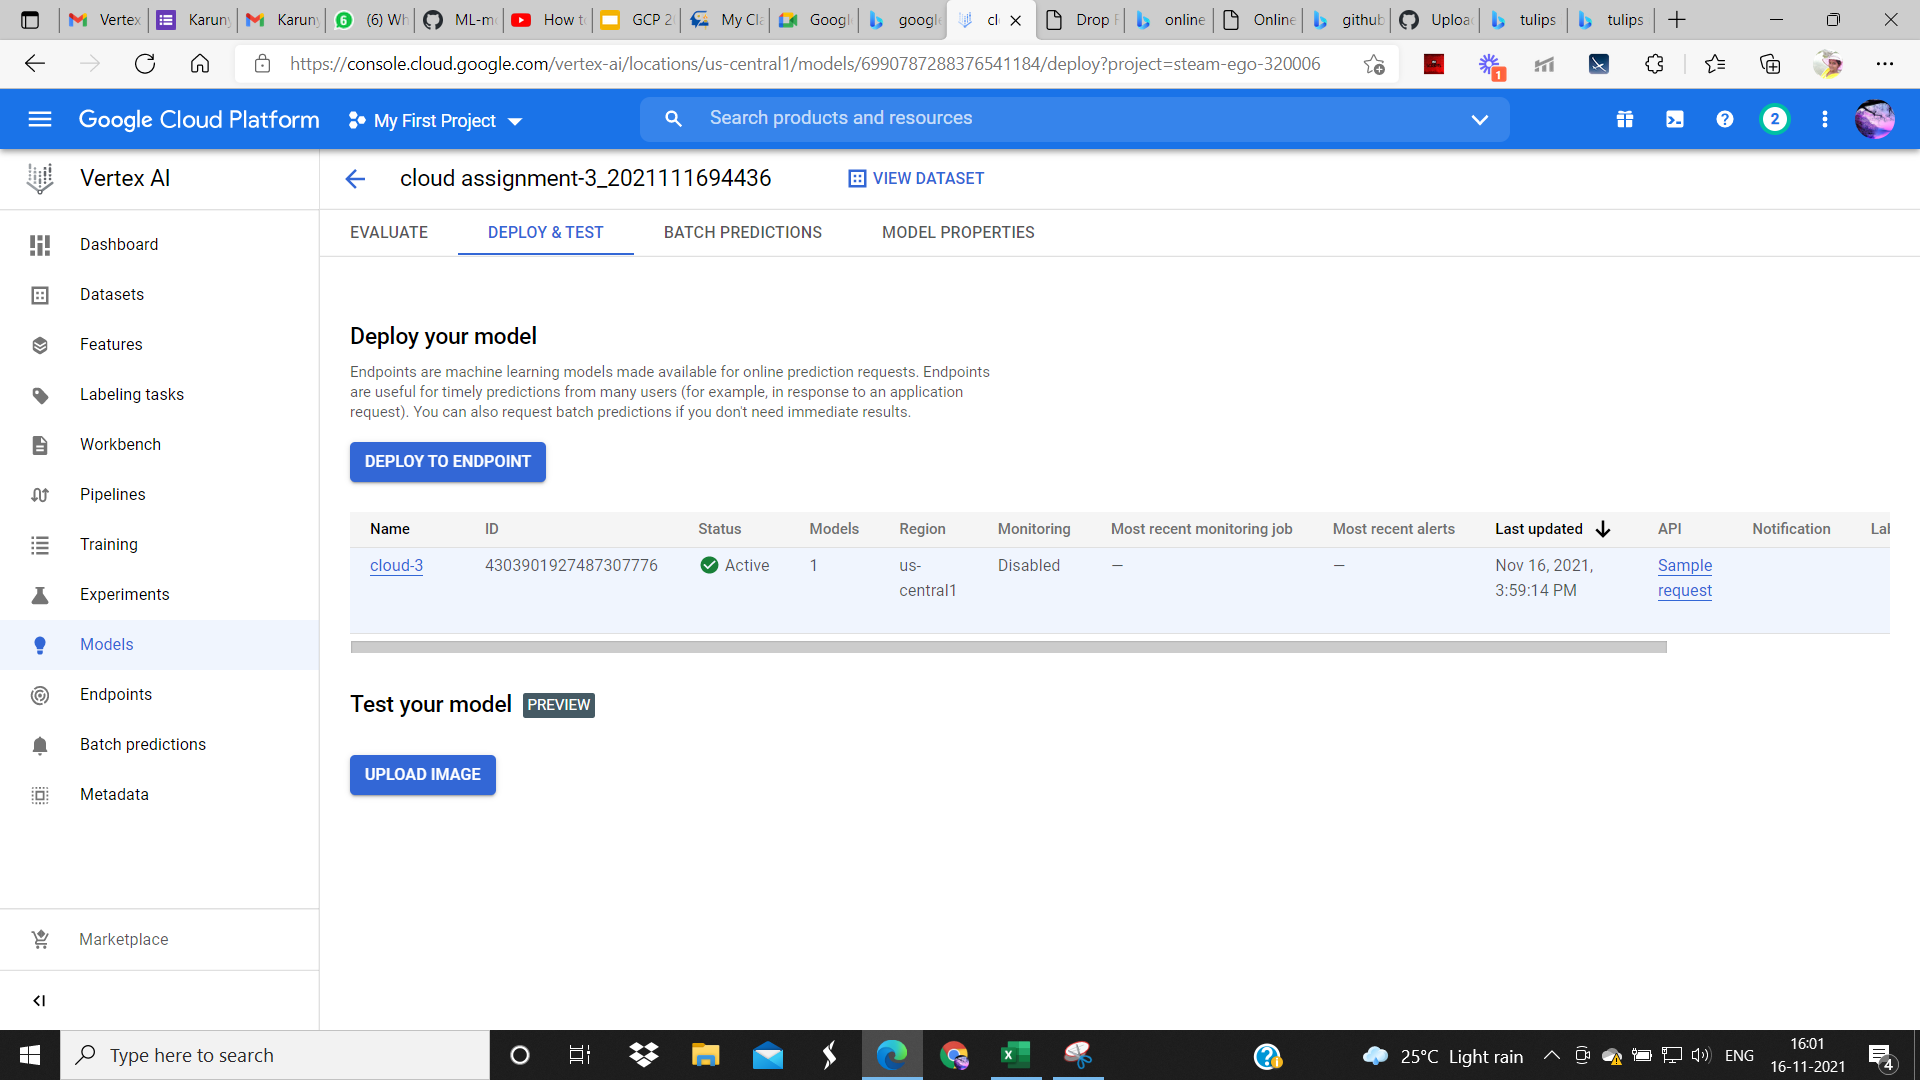 Vertex
Karuny
Karuny
(6) Wh
ML-mo
How to
GCP 2
My Cla
Google
google
clo
Drop F
online
Online
github
Upload
tulips
tulips
https://console.cloud.google.com/vertex-ai/locations/us-central1/models/6990787288376541184/deploy?project=steam-ego-320006
1
Google Cloud Platform
My First Project
Search products and resources
2
Vertex AI
cloud assignment-3_2021111694436
VIEW DATASET
EVALUATE
DEPLOY & TEST
BATCH PREDICTIONS
MODEL PROPERTIES
Dashboard
Datasets
Features
Labeling tasks
Workbench
Pipelines
Training
Experiments
Models
Endpoints
Batch predictions
Metadata
Marketplace
Deploy your model
Endpoints are machine learning models made available for online prediction requests. Endpoints
are useful for timely predictions from many users (for example, in response to an application
request). You can also request batch predictions if you don't need immediate results.
DEPLOY TO ENDPOINT
Name ID Status Models Region Monitoring Most recent monitoring job Most recent alerts Last updated API Notification Lal
cloud-3 4303901927487307776 Active 1 us- Disabled — — Nov 16, 2021, Sample
central1 3:59:14 PM request
Test your model PREVIEW
UPLOAD IMAGE
Type here to search
25°C Light rain
ENG
16:01
16-11-2021
4